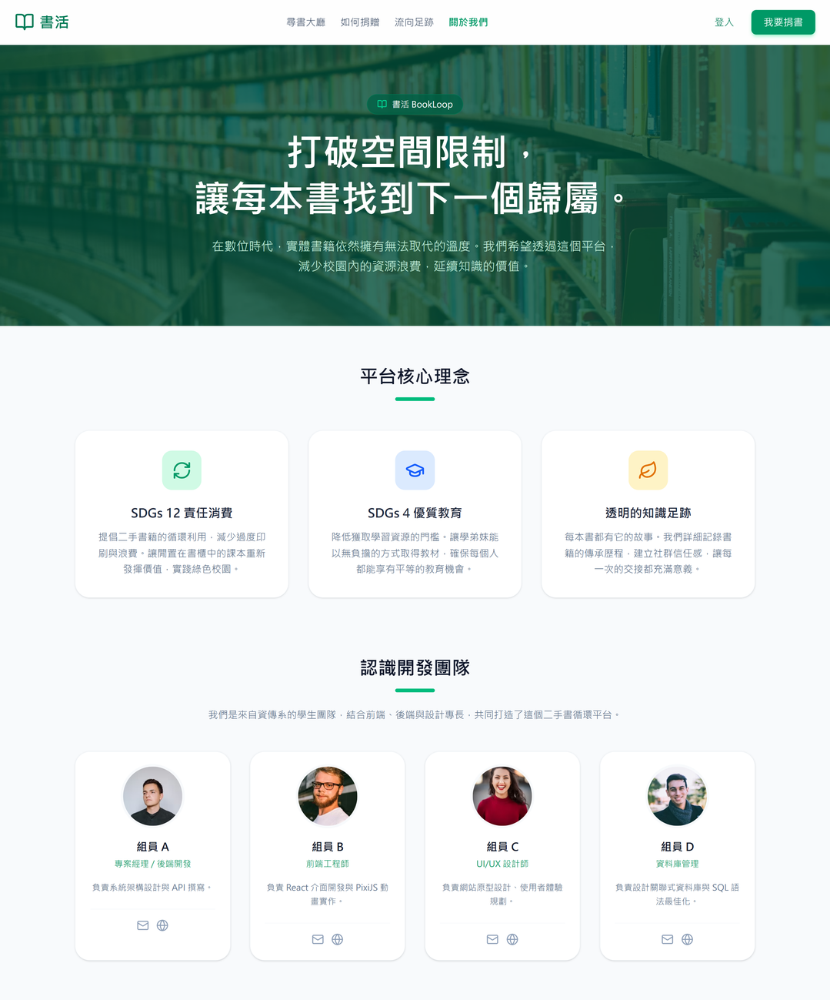 書活
尋書大廳 如何捐贈 流向足跡 關於我們
登入 我要捐書
書活 BookLoop
打破空間限制，
讓每本書找到下一個歸屬。
在數位時代，實體書籍依然擁有無法取代的溫度。我們希望透過這個平台，
減少校園內的資源浪費，延續知識的價值。
平台核心理念
SDGs 12 責任消費
提倡二手書籍的循環利用，減少過度印
刷與浪費。讓閒置在書櫃中的課本重新
發揮價值，實踐綠色校園。
SDGs 4 優質教育
降低獲取學習資源的門檻。讓學弟妹能
以無負擔的方式取得教材，確保每個人
都能享有平等的教育機會。
透明的知識足跡
每本書都有它的故事。我們詳細記錄書
籍的傳承歷程，建立社群信任感，讓每
一次的交接都充滿意義。
認識開發團隊
我們是來自資傳系的學生團隊，結合前端、後端與設計專長，共同打造了這個二手書循環平台。
組員 A
專案經理 / 後端開發
負責系統架構設計與 API 撰寫。
組員 B
前端工程師
負責 React 介面開發與 PixiJS 動
畫實作。
組員 C
UI/UX 設計師
負責網站原型設計、使用者體驗
規劃。
組員 D
資料庫管理
負責設計關聯式資料庫與 SQL 語
法最佳化。